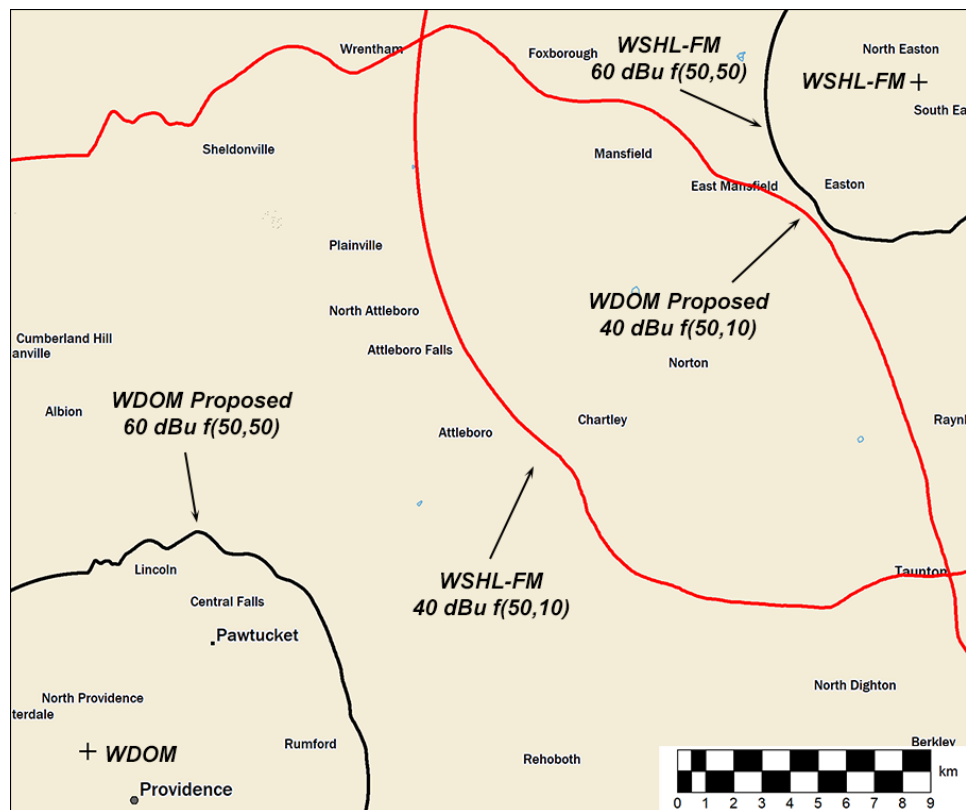 Wrentham
Foxborough
WSHL-FM
60 dBu f(50,50)
North Easton
WSHL-FM
South Ea
Sheldonville
Mansfield
East Mansfield
Easton
Plainville
WDOM Proposed
40 dBu f(50,10)
North Attleboro
Cumberland Hill
anville
Attleboro Falls
Norton
WDOM Proposed
60 dBu f(50,50)
Albion
Attleboro
Chartley
Raynh
Lincoln
WSHL-FM
40 dBu f(50,10)
Taunton
Central Falls
Pawtucket
North Providence
terdale
North Dighton
WDOM
Rumford
Rehoboth
Berkley
Providence
km
0 1 2 3 4 5 6 7 8 9